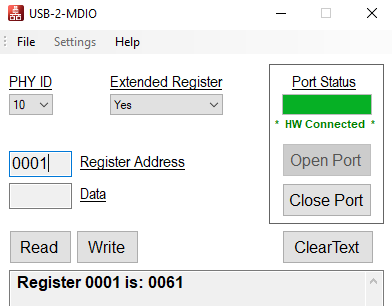 USB-2-MDIO
File Settings Help
PHY ID Extended Register Port Status
10 Yes
* HW Connected *
Open Port
0001 Register Address
Data
Close Port
Read Write ClearText
Register 0001 is: 0061